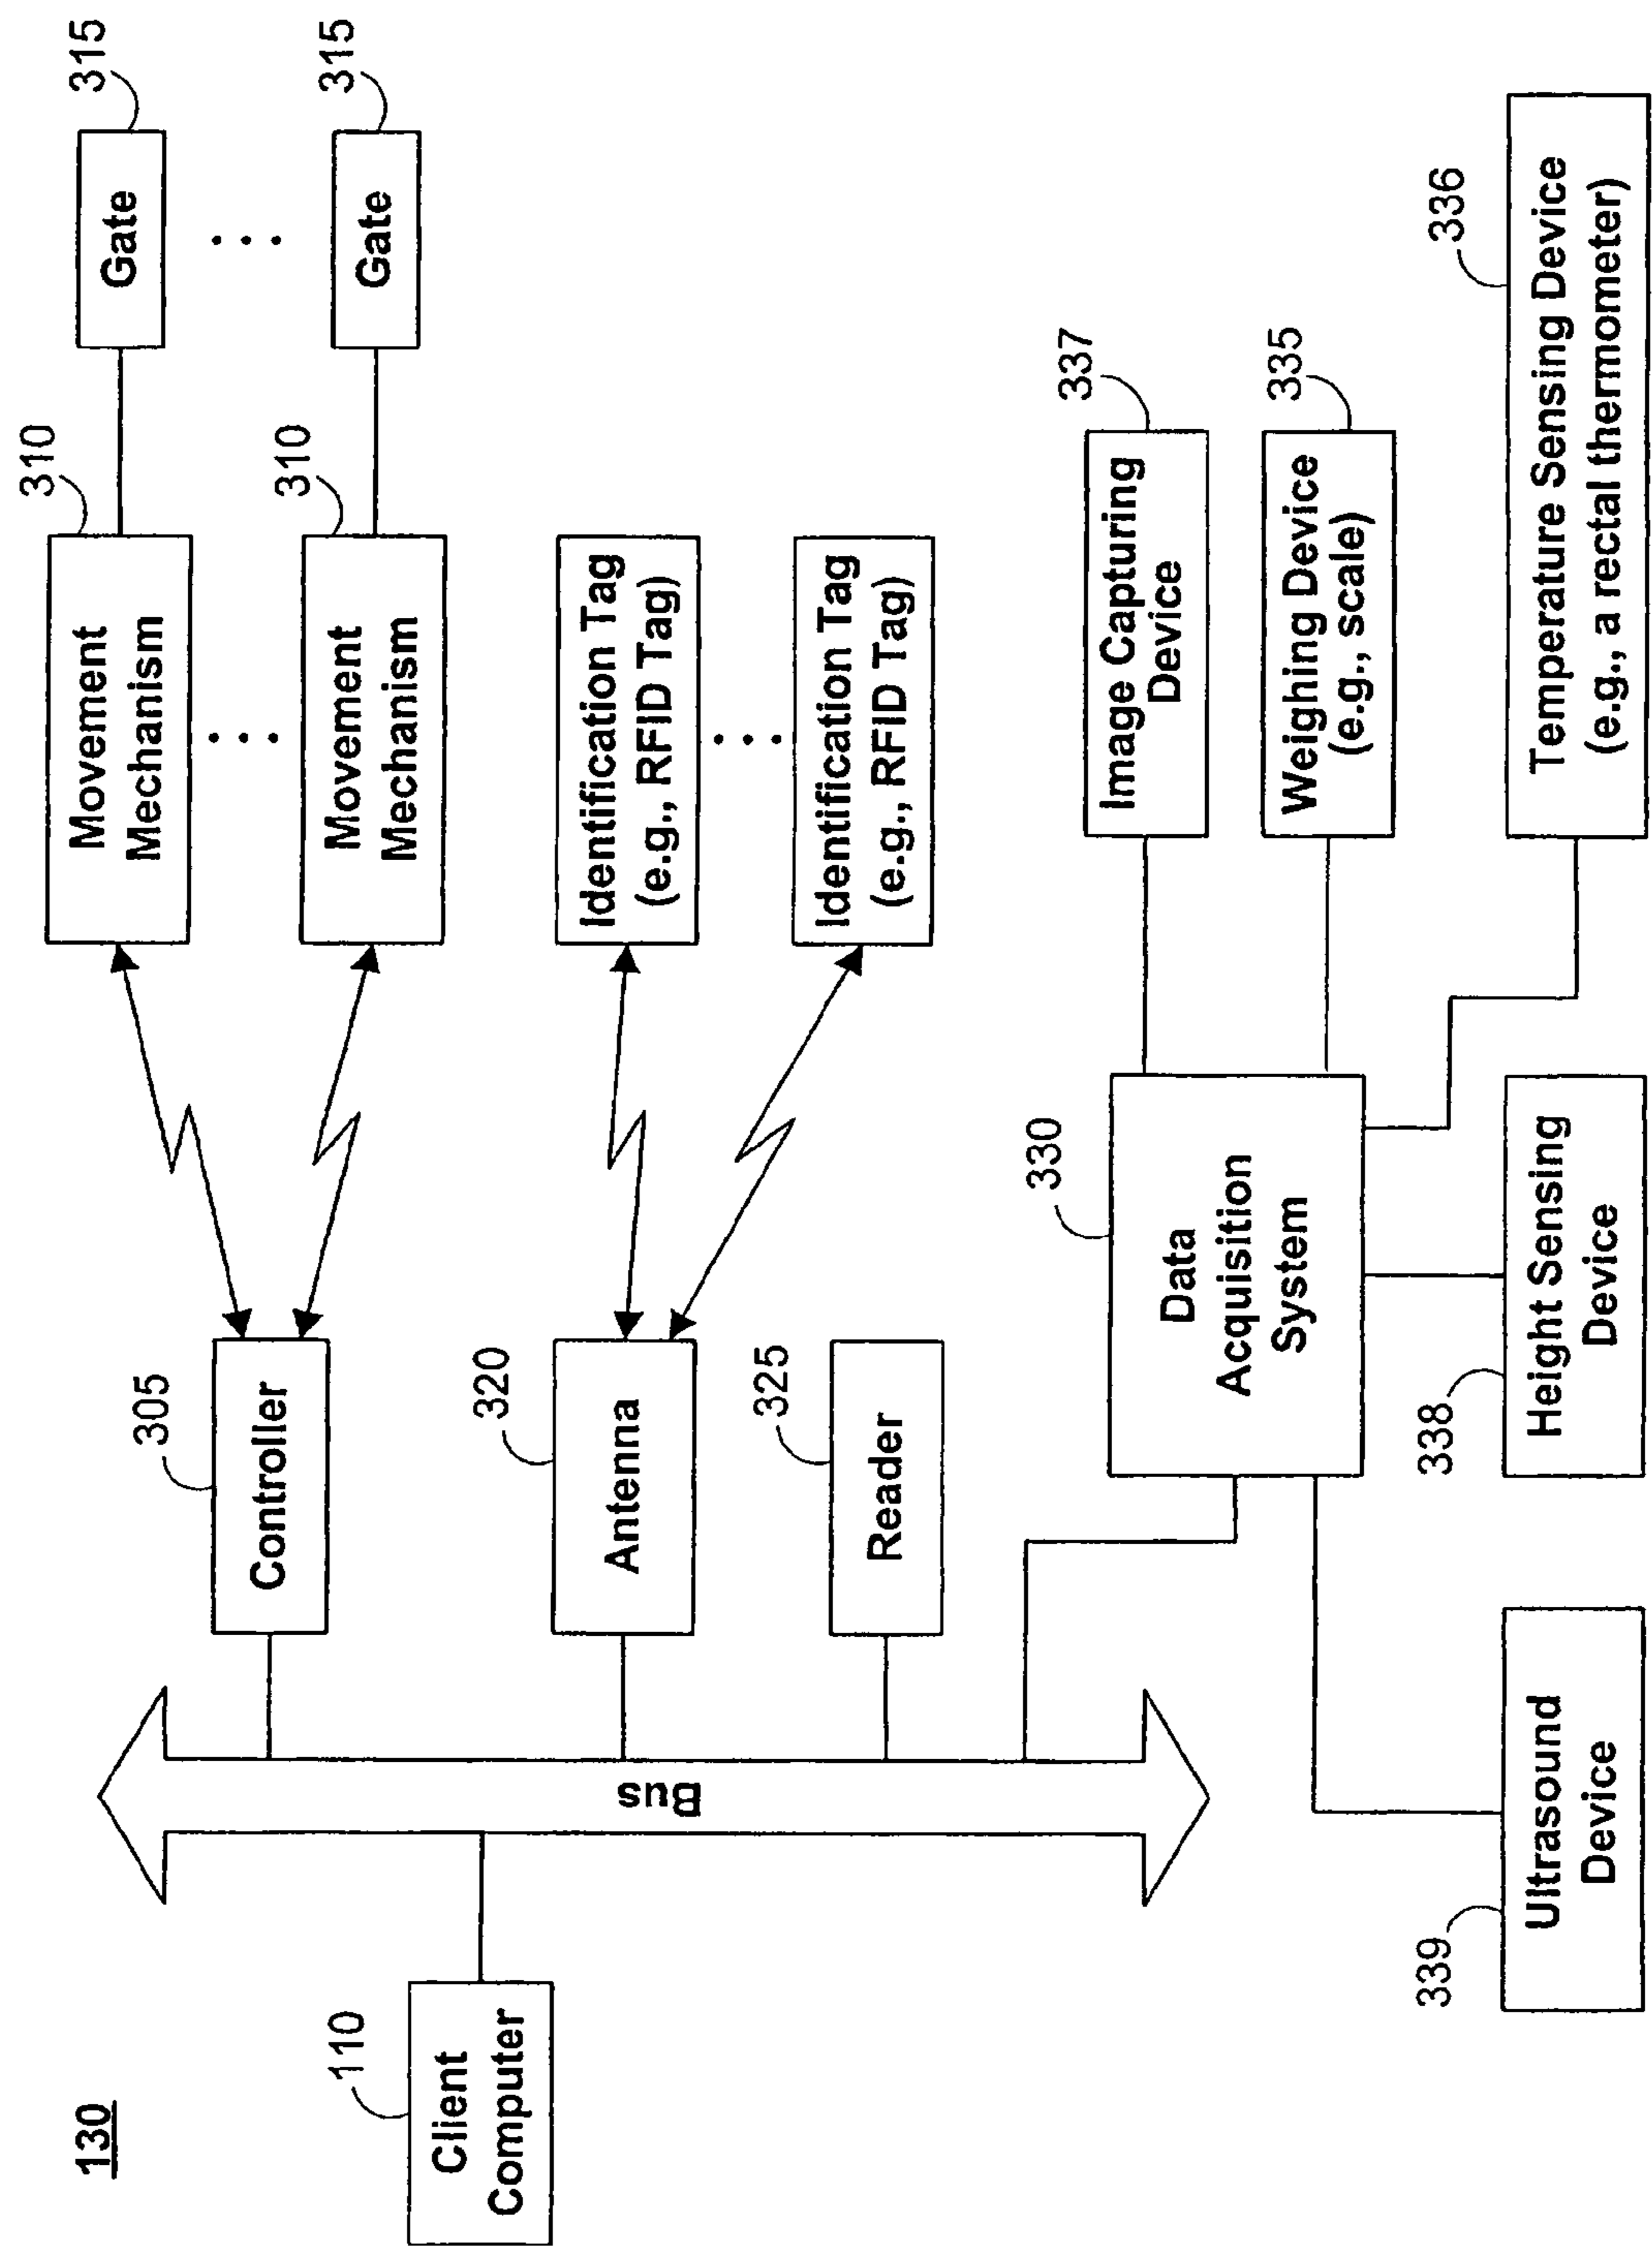 130
110
Client
Computer
Bus
305
Controller
310
Movement
Mechanism
315
Gate
310
Movement
Mechanism
315
Gate
320
Antenna
Identification Tag
(e.g., RFID Tag)
Identification Tag
(e.g., RFID Tag)
325
Reader
330
Data
Acquisition
System
337
Image Capturing
Device
335
Weighing Device
(e.g., scale)
336
Temperature Sensing Device
(e.g., a rectal thermometer)
338
Height Sensing
Device
339
Ultrasound
Device